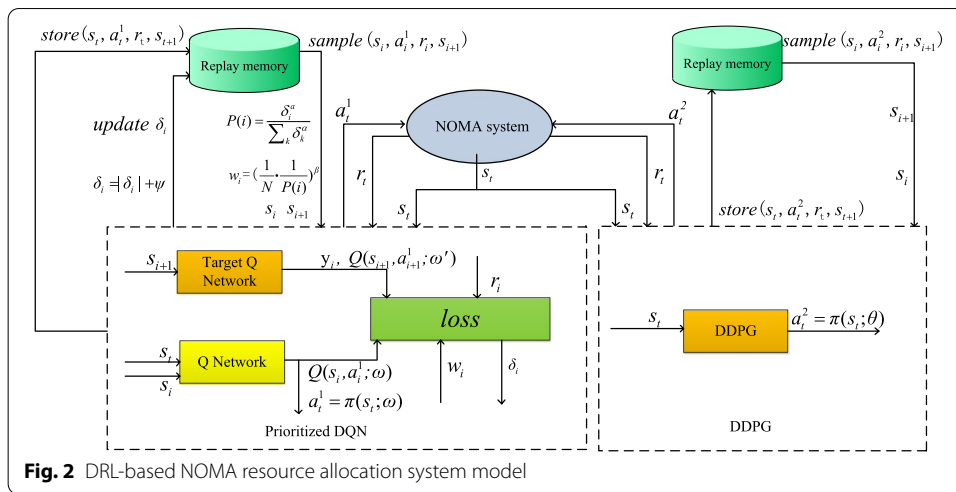 store(s_t, a_t^1, r_t, s_{t+1})
Replay memory
sample(s_i, a_i^1, r_i, s_{i+1})
update δ_i
δ_i=|δ_i|+ψ
P(i) = δ_i^α / ∑_k δ_k^α
w_i=(1/N · 1/P(i))^β
s_i s_{i+1}
a_t^1
r_t
s_t
NOMA system
s_t
a_t^2
r_t
s_t
Replay memory
sample(s_i, a_i^2, r_i, s_{i+1})
s_{i+1}
s_i
store(s_t, a_t^2, r_t, s_{t+1})
s_{i+1}
Target Q
Network
y_i, Q(s_{i+1}, a_{i+1}^1; ω')
r_i
loss
s_t
s_i
Q Network
Q(s_i, a_i^1; ω)
a_t^1 = π(s_t; ω)
w_i
δ_i
Prioritized DQN
s_t
DDPG
a_t^2 = π(s_t; θ)
DDPG
Fig. 2 DRL-based NOMA resource allocation system model